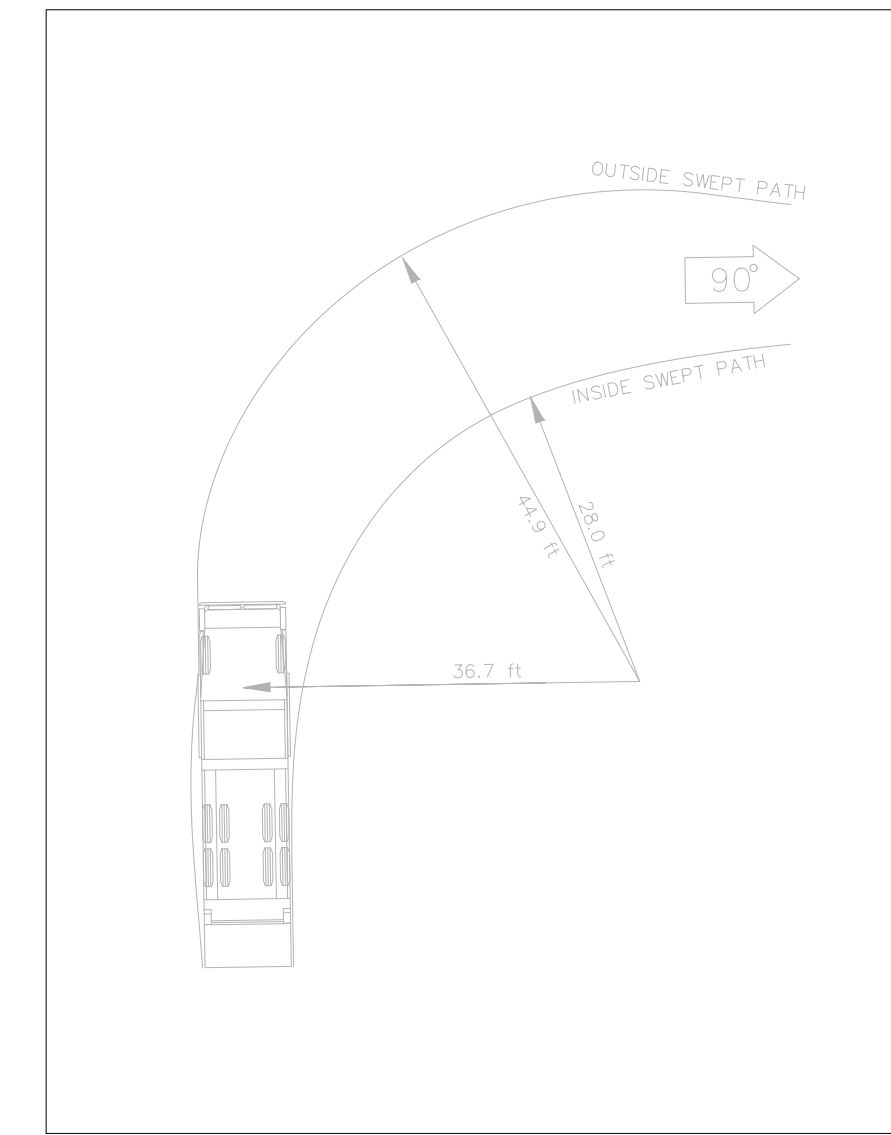 OUTSIDE SWEPT PATH
90°
INSIDE SWEPT PATH
44.9 ft
28.0 ft
36.7 ft